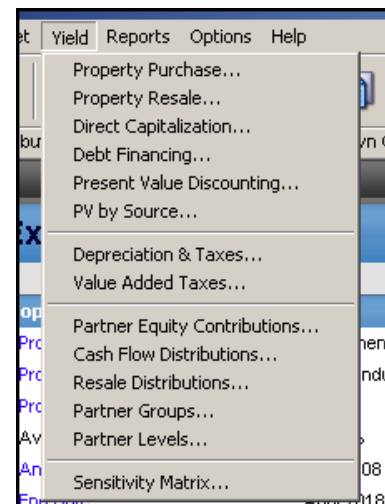 Yield Reports Options Help
Property Purchase...
Property Resale...
Direct Capitalization...
Debt Financing...
Present Value Discounting...
PV by Source...
Depreciation & Taxes...
Value Added Taxes...
Partner Equity Contributions...
Cash Flow Distributions...
Resale Distributions...
Partner Groups...
Partner Levels...
Sensitivity Matrix...